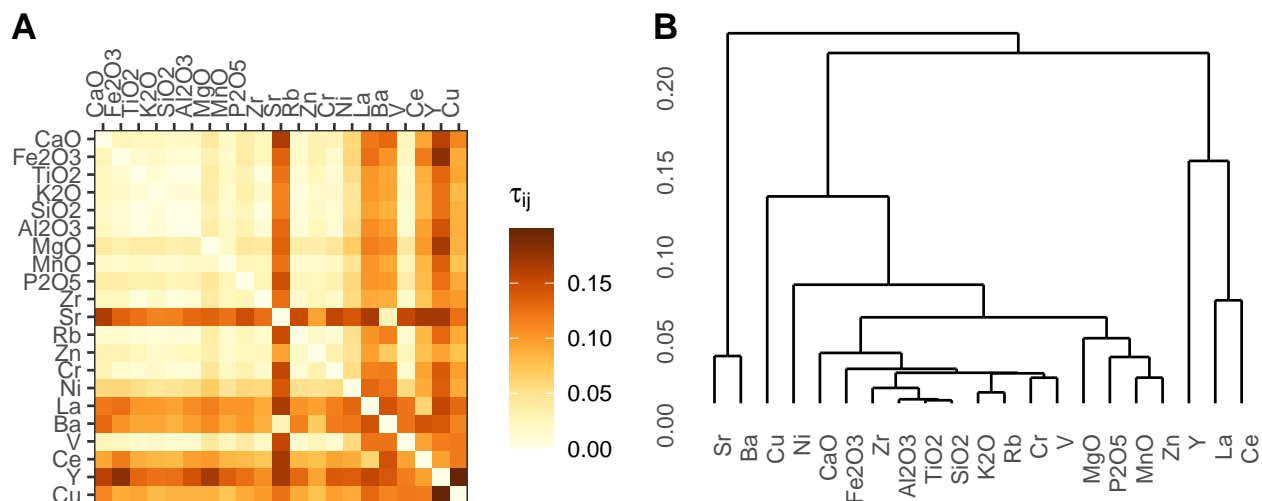 A
CaO
Fe2O3
TiO2
K2O
SiO2
Al2O3
MgO
MnO
P2O5
Zr
Sr
Rb
Zn
Cr
Ni
La
Ba
V
Ce
Y
Cu
CaO
Fe2O3
TiO2
K2O
SiO2
Al2O3
MgO
MnO
P2O5
Zr
Sr
Rb
Zn
Cr
Ni
La
Ba
V
Ce
Y
Cu
τij
0.15
0.10
0.05
0.00
B
0.20
0.15
0.10
0.05
0.00
Sr
Ba
Cu
Ni
CaO
Fe2O3
Zr
Al2O3
TiO2
SiO2
K2O
Rb
Cr
V
MgO
P2O5
MnO
Zn
Y
La
Ce